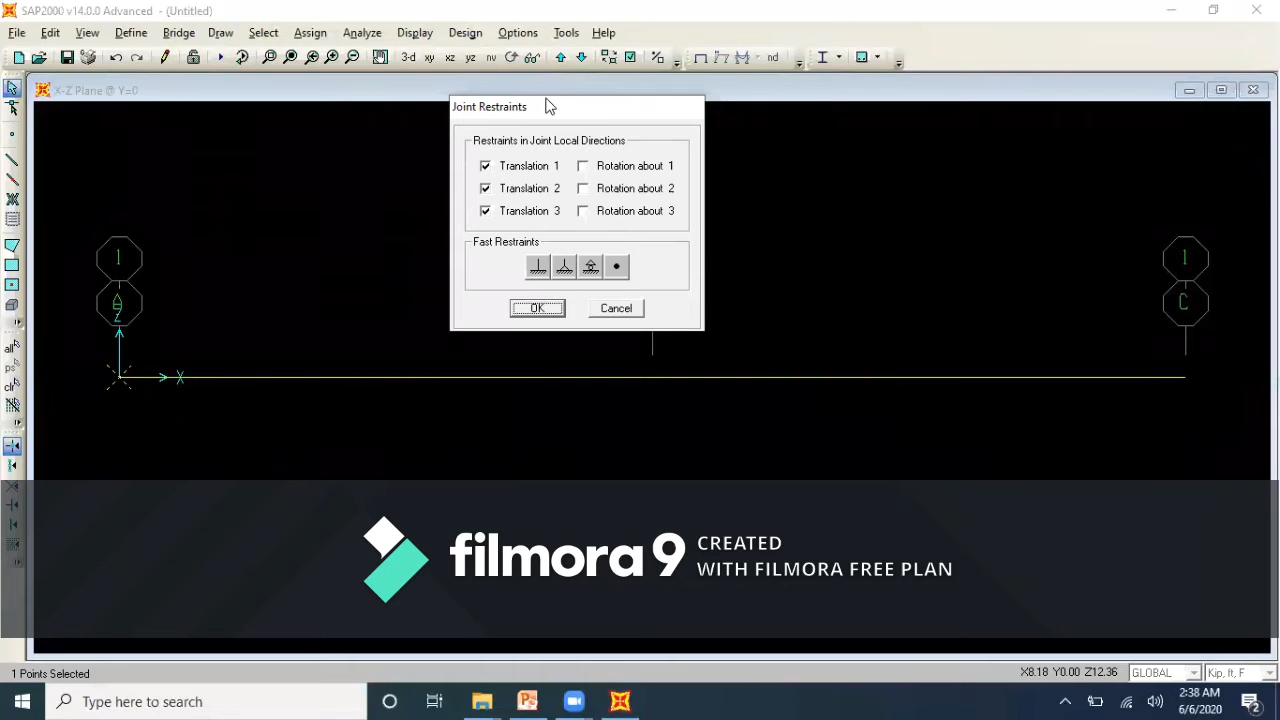 SAP2000 v14.0.0 Advanced - (Untitled)
File Edit View Define Bridge Draw Select Assign Analyze Display Design Options Tools Help
3-d xy xz yz nv nd
X-Z Plane @ Y=0
Joint Restraints
Restraints in Joint Local Directions
Translation 1 Rotation about 1
Translation 2 Rotation about 2
Translation 3 Rotation about 3
Fast Restraints
OK Cancel
1 1
A C
Z
X
all
ps
clr
filmora 9 CREATED
WITH FILMORA FREE PLAN
1 Points Selected X8.18 Y0.00 Z12.36 GLOBAL Kip, ft, F
Type here to search
2:38 AM
6/6/2020
2